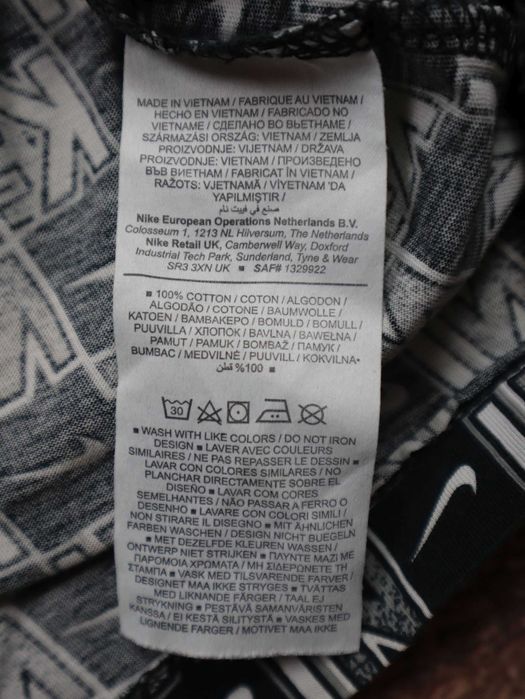 MADE IN VIETNAM / FABRIQUE AU VIETNAM /
HECHO EN VIETNAM / FABRICADO NO
VIETNAME / СДЕЛАНО ВО ВЬЕТНАМЕ /
SZÁRMAZÁSI ORSZÁG: VIETNAM / ZEMLJA
PROIZVODNJE: VIJETNAM / DRŽAVA
PROIZVODNJE: VIETNAM / ПРОИЗВЕДЕНО
ВЪВ ВИЕТНАМ / FABRICAT ÎN VIETNAM /
RAŽOTS: VJETNAMĀ / VİYETNAM 'DA
YAPILMIŞTIR /
صنع في فييت نام
Nike European Operations Netherlands B.V.
Colosseum 1, 1213 NL Hilversum, The Netherlands
Nike Retail UK, Camberwell Way, Doxford
Industrial Tech Park, Sunderland, Tyne & Wear
SR3 3XN UK ■ SAF# 1329922
■ 100% COTTON / COTON / ALGODON /
ALGODÃO / COTONE / BAUMWOLLE /
KATOEN / ΒΑΜΒΑΚΕΡΟ / BOMULD / BOMULL /
PUUVILLA / ХЛОПОК / BAVLNA / BAWEŁNA /
PAMUT / PAMUK / BOMBAŽ / ПАМУК /
BUMBAC / MEDVILNĖ / PUUVILL / KOKVILNA
100% قطن ■
30
■ WASH WITH LIKE COLORS / DO NOT IRON
DESIGN ■ LAVER AVEC COULEURS
SIMILAIRES / NE PAS REPASSER LE DESSIN ■
LAVAR CON COLORES SIMILARES / NO
PLANCHAR DIRECTAMENTE SOBRE EL
DISEÑO ■ LAVAR COM CORES
SEMELHANTES / NÃO PASSAR A FERRO O
DESENHO ■ LAVARE CON COLORI SIMILI /
NON STIRARE IL DISEGNO ■ MIT ÄHNLICHEN
FARBEN WASCHEN / DESIGN NICHT BUEGELN
■ MET DEZELFDE KLEUREN WASSEN /
ONTWERP NIET STRIJKEN ■ ΠΛΥΝΤΕ ΜΑΖΙ ΜΕ
ΠΑΡΟΜΟΙΑ ΧΡΩΜΑΤΑ / ΜΗ ΣΙΔΕΡΩΝΕΤΕ ΤΗ
ΣΤΑΜΠΑ ■ VASK MED TILSVARENDE FARVER /
DESIGNET MAA IKKE STRYGES ■ TVÄTTAS
MED LIKNANDE FÄRGER / TAAL EJ
STRYKNING ■ PESTÄVÄ SAMANVÄRISTEN
KANSSA / EI KESTÄ SILITYSTÄ ■ VASKES MED
LIGNENDE FARGER / MOTIVET MAA IKKE